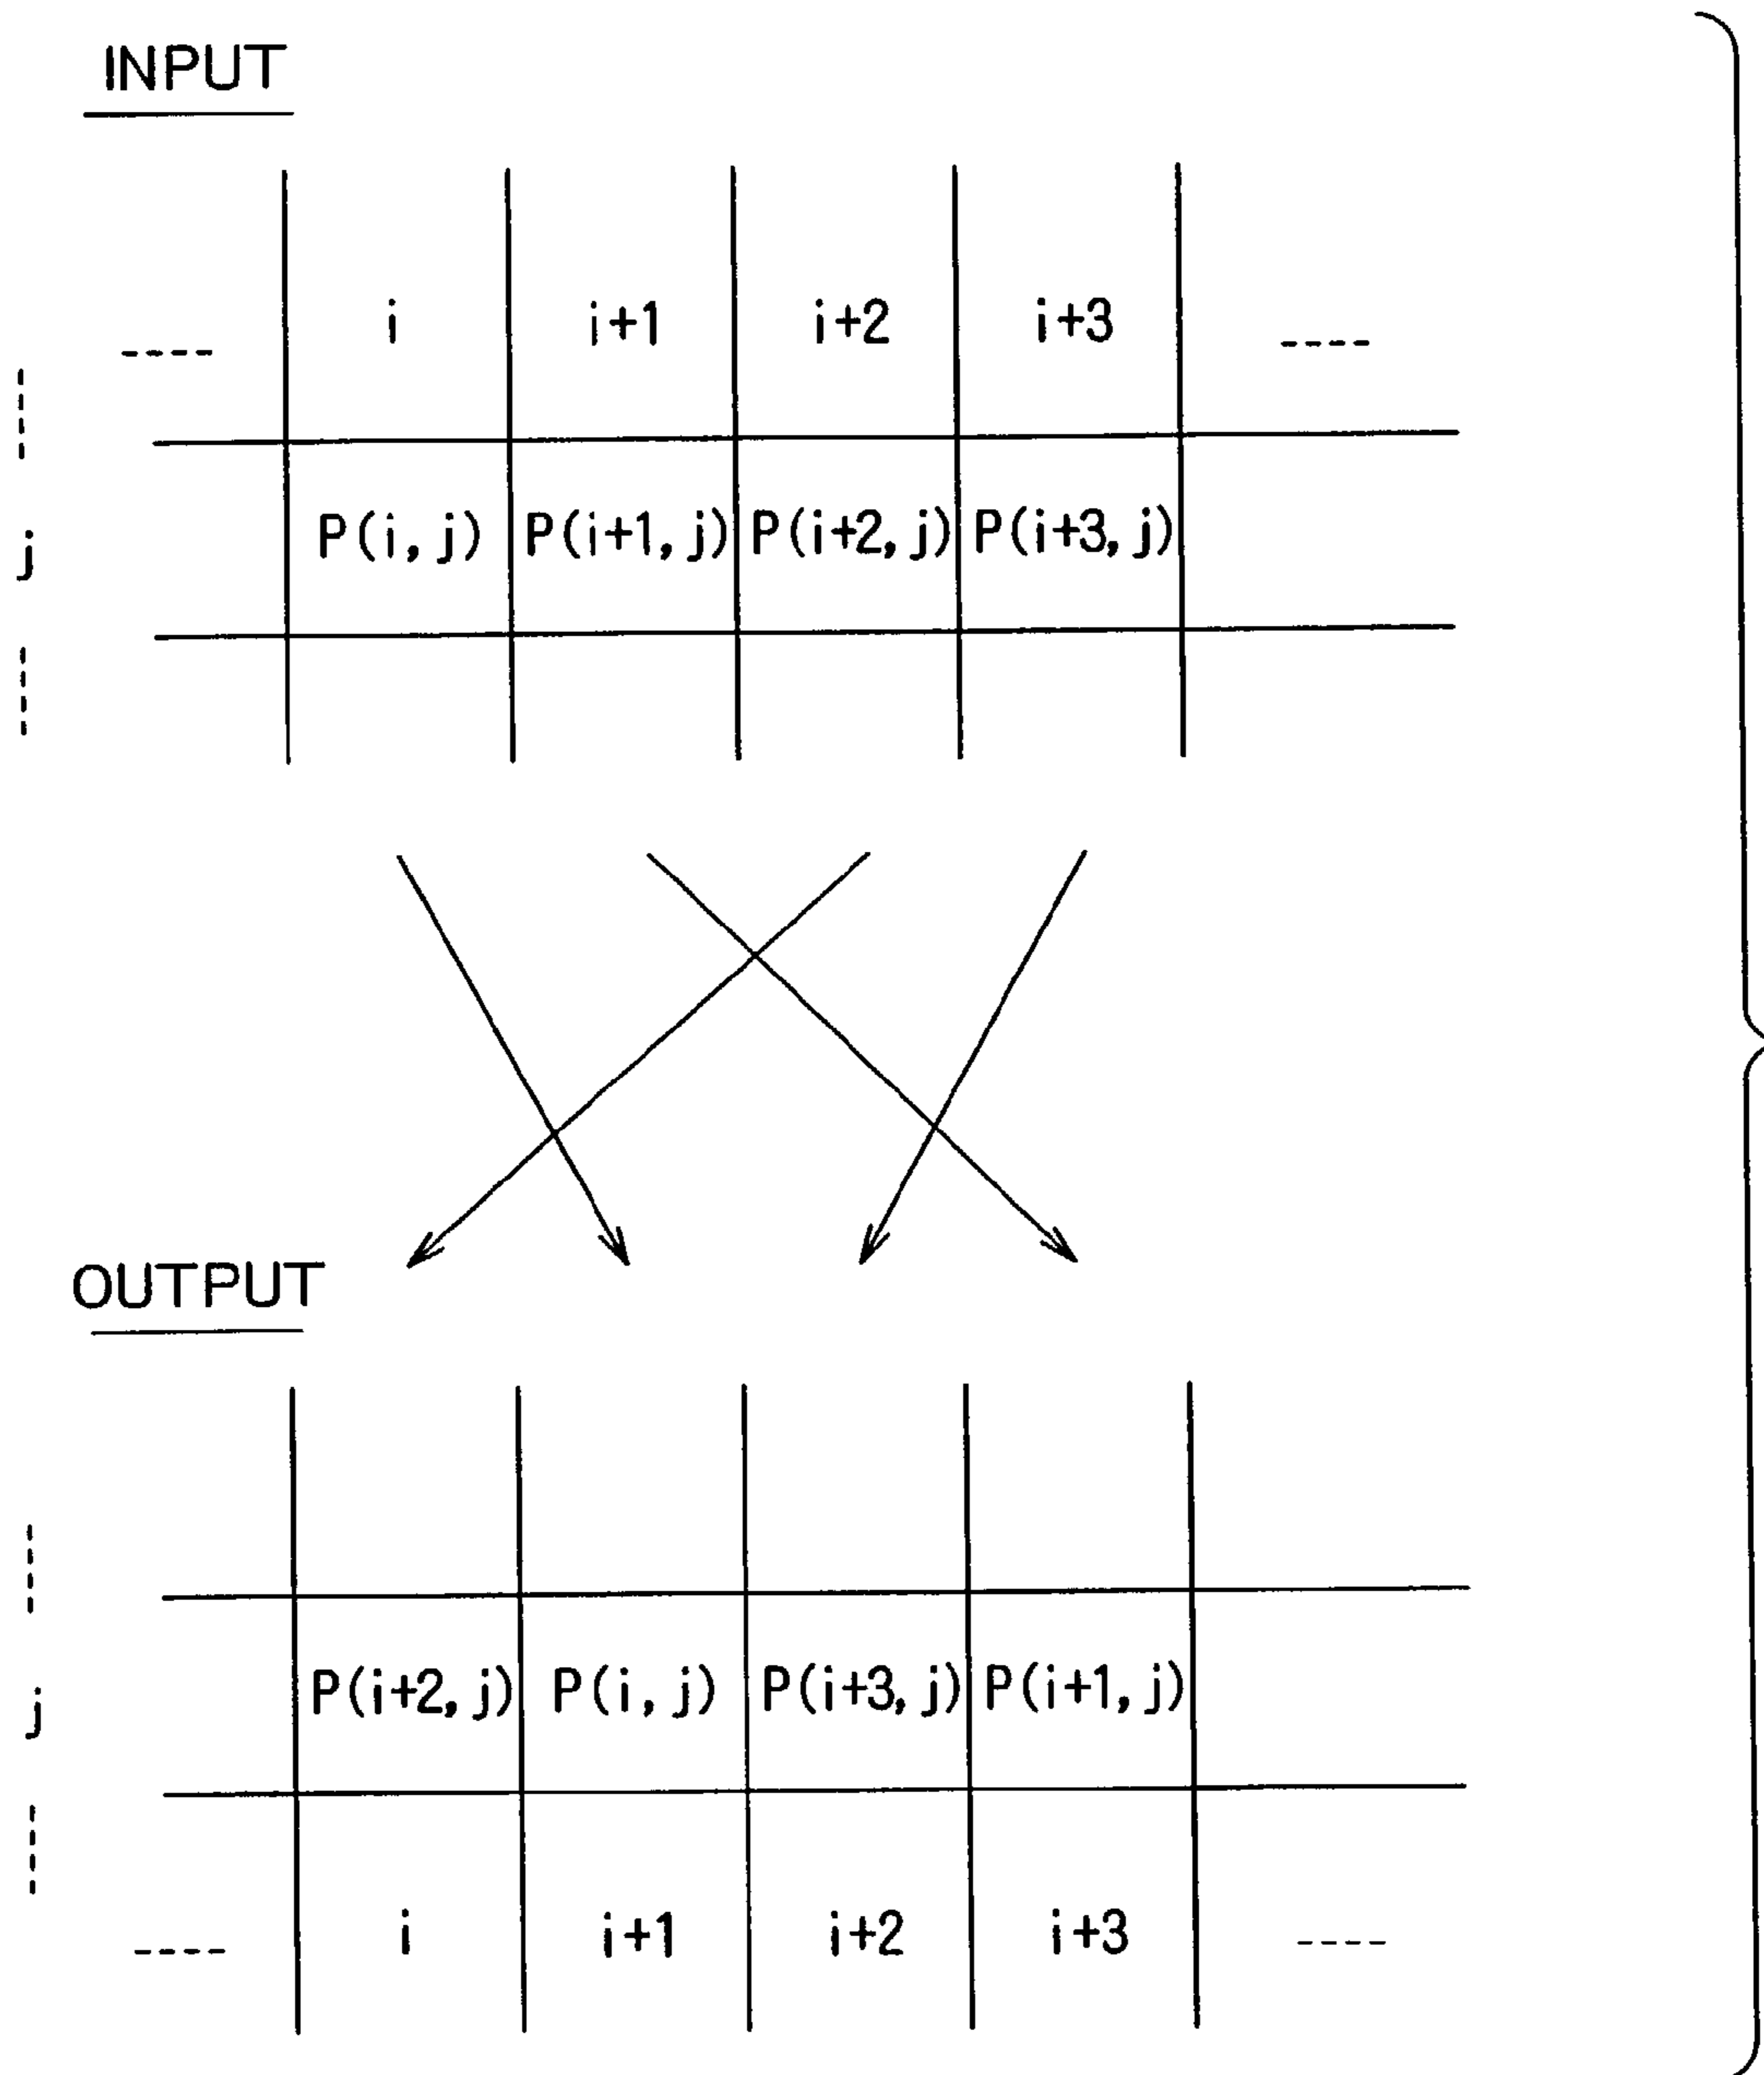 INPUT
---- i i+1 i+2 i+3 ----
j P(i, j) P(i+1, j) P(i+2, j) P(i+3, j)
OUTPUT
j P(i+2, j) P(i, j) P(i+3, j) P(i+1, j)
---- i i+1 i+2 i+3 ----